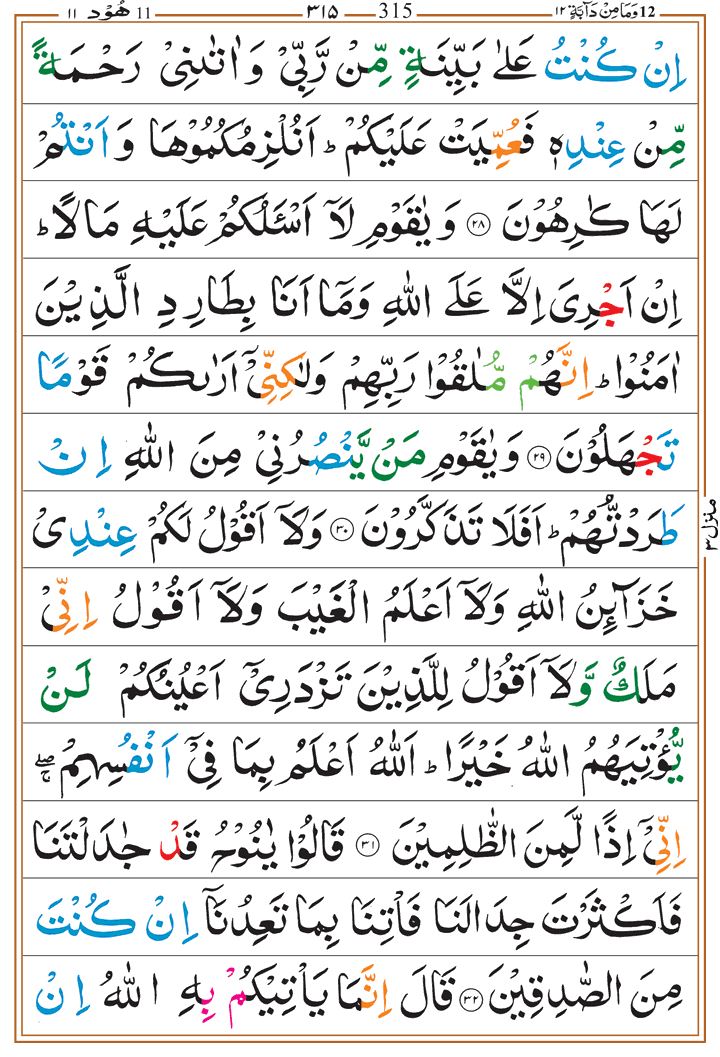 12 وَمَا مِنْ دَآبَّةٍ ١٢ 315 ٣١٥ 11 هُوْد ١١
اِنْ كُنْتُ عَلٰى بَيِّنَةٍ مِّنْ رَّبِّىْ وَاٰتٰىنِىْ رَحْمَةً
مِّنْ عِنْدِهٖ فَعُمِّيَتْ عَلَيْكُمْ ؕ اَنُلْزِمُكُمُوْهَا وَاَنْتُمْ
لَهَا كٰرِهُوْنَ ۝٢٨ وَيٰقَوْمِ لَاۤ اَسْـَٔلُكُمْ عَلَيْهِ مَالًا ؕ
اِنْ اَجْرِىَ اِلَّا عَلَى اللّٰهِ وَمَاۤ اَنَا بِطَارِدِ الَّذِيْنَ
اٰمَنُوْا ؕ اِنَّهُمْ مُّلٰقُوْا رَبِّهِمْ وَلٰكِنِّىْۤ اَرٰىكُمْ قَوْمًا
تَجْهَلُوْنَ ۝٢٩ وَيٰقَوْمِ مَنْ يَّنْصُرُنِىْ مِنَ اللّٰهِ اِنْ
طَرَدْتُّهُمْ ؕ اَفَلَا تَذَكَّرُوْنَ ۝٣٠ وَلَاۤ اَقُوْلُ لَكُمْ عِنْدِىْ
خَزَآئِنُ اللّٰهِ وَلَاۤ اَعْلَمُ الْغَيْبَ وَلَاۤ اَقُوْلُ اِنِّىْ
مَلَكٌ وَّلَاۤ اَقُوْلُ لِلَّذِيْنَ تَزْدَرِىْۤ اَعْيُنُكُمْ لَنْ
يُّؤْتِيَهُمُ اللّٰهُ خَيْرًا ؕ اَللّٰهُ اَعْلَمُ بِمَا فِىْۤ اَنْفُسِهِمْ ۖۚ
اِنِّىْۤ اِذًا لَّمِنَ الظّٰلِمِيْنَ ۝٣١ قَالُوْا يٰنُوْحُ قَدْ جٰدَلْتَنَا
فَاَكْثَرْتَ جِدَالَنَا فَاْتِنَا بِمَا تَعِدُنَاۤ اِنْ كُنْتَ
مِنَ الصّٰدِقِيْنَ ۝٣٢ قَالَ اِنَّمَا يَاْتِيْكُمْ بِهِ اللّٰهُ اِنْ
منزل ٣